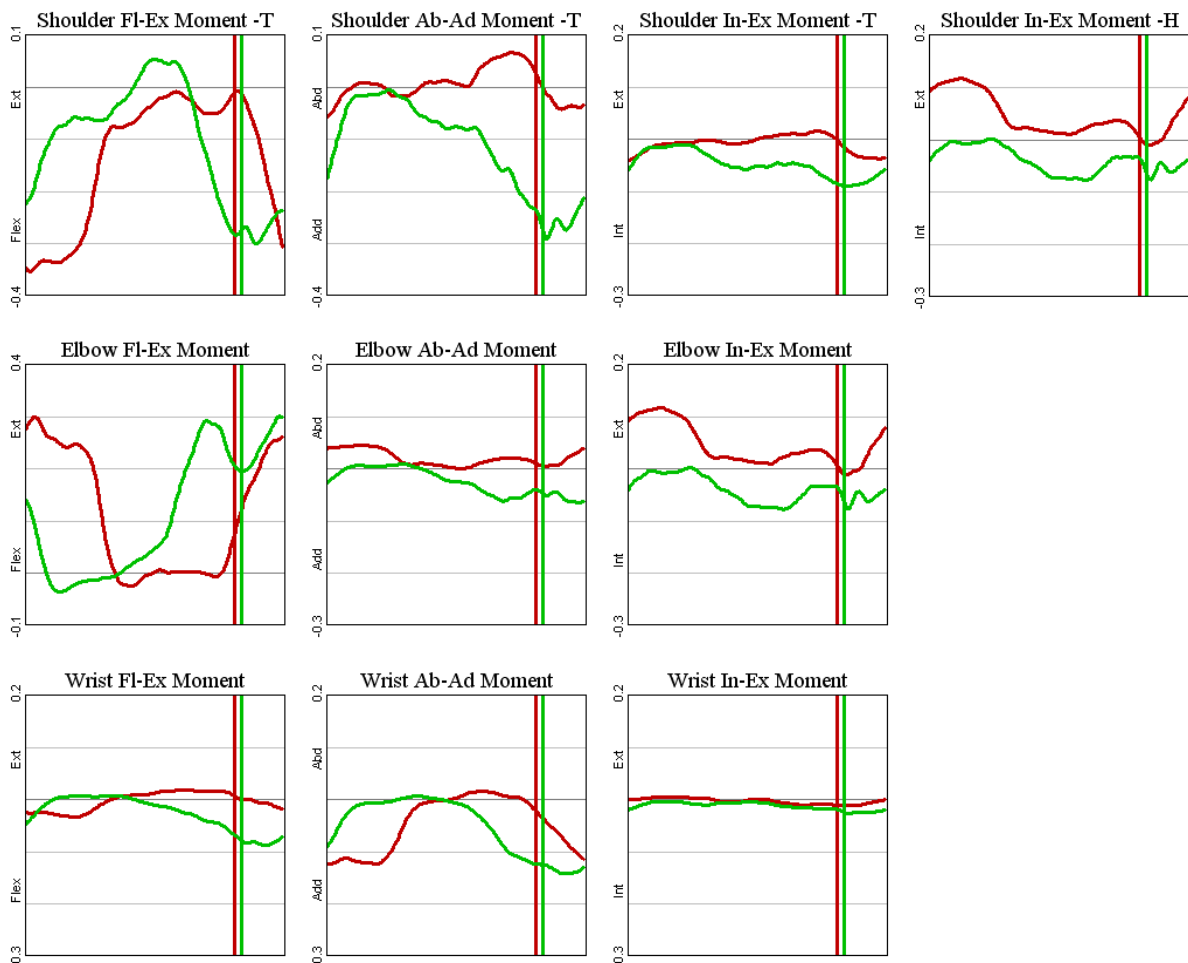 Shoulder Fl-Ex Moment -T
Shoulder Ab-Ad Moment -T
Shoulder In-Ex Moment -T
Shoulder In-Ex Moment -H
0.1
Ext
Flex
-0.4
0.1
Abd
Add
-0.4
0.2
Ext
Int
-0.3
0.2
Ext
Int
-0.3
Elbow Fl-Ex Moment
Elbow Ab-Ad Moment
Elbow In-Ex Moment
0.4
Ext
Flex
-0.1
0.2
Abd
Add
-0.3
0.2
Ext
Int
-0.3
Wrist Fl-Ex Moment
Wrist Ab-Ad Moment
Wrist In-Ex Moment
0.2
Ext
Flex
0.3
0.2
Abd
Add
0.3
0.2
Ext
Int
0.3